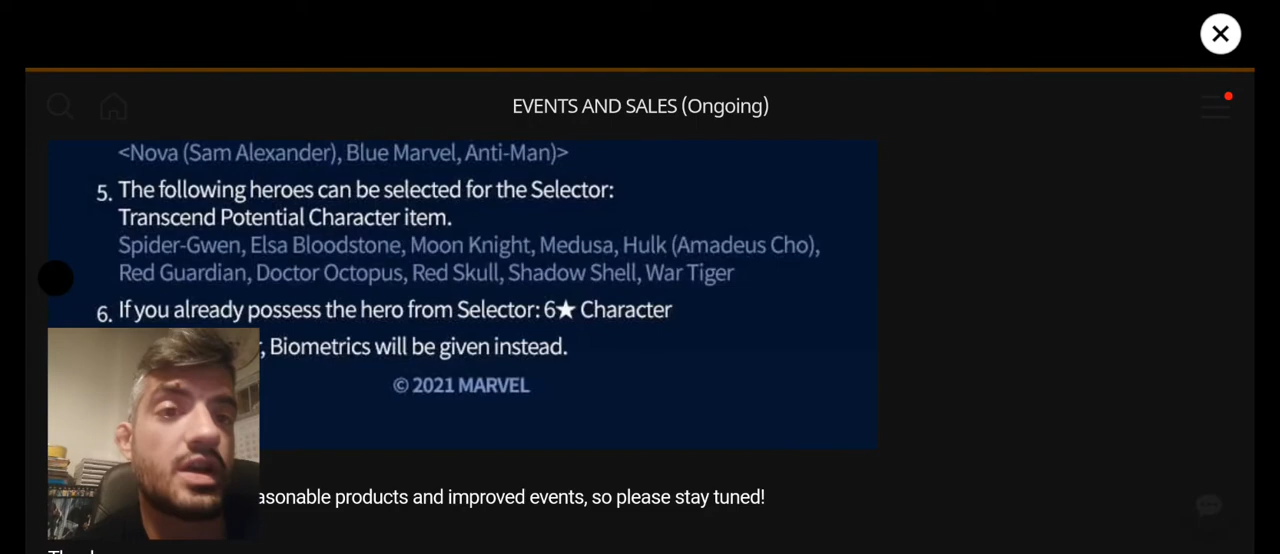 EVENTS AND SALES (Ongoing)
<Nova (Sam Alexander), Blue Marvel, Anti-Man)>
5. The following heroes can be selected for the Selector:
Transcend Potential Character item.
Spider-Gwen, Elsa Bloodstone, Moon Knight, Medusa, Hulk (Amadeus Cho),
Red Guardian, Doctor Octopus, Red Skull, Shadow Shell, War Tiger
6. If you already possess the hero from Selector: 6★ Character
, Biometrics will be given instead.
© 2021 MARVEL
asonable products and improved events, so please stay tuned!